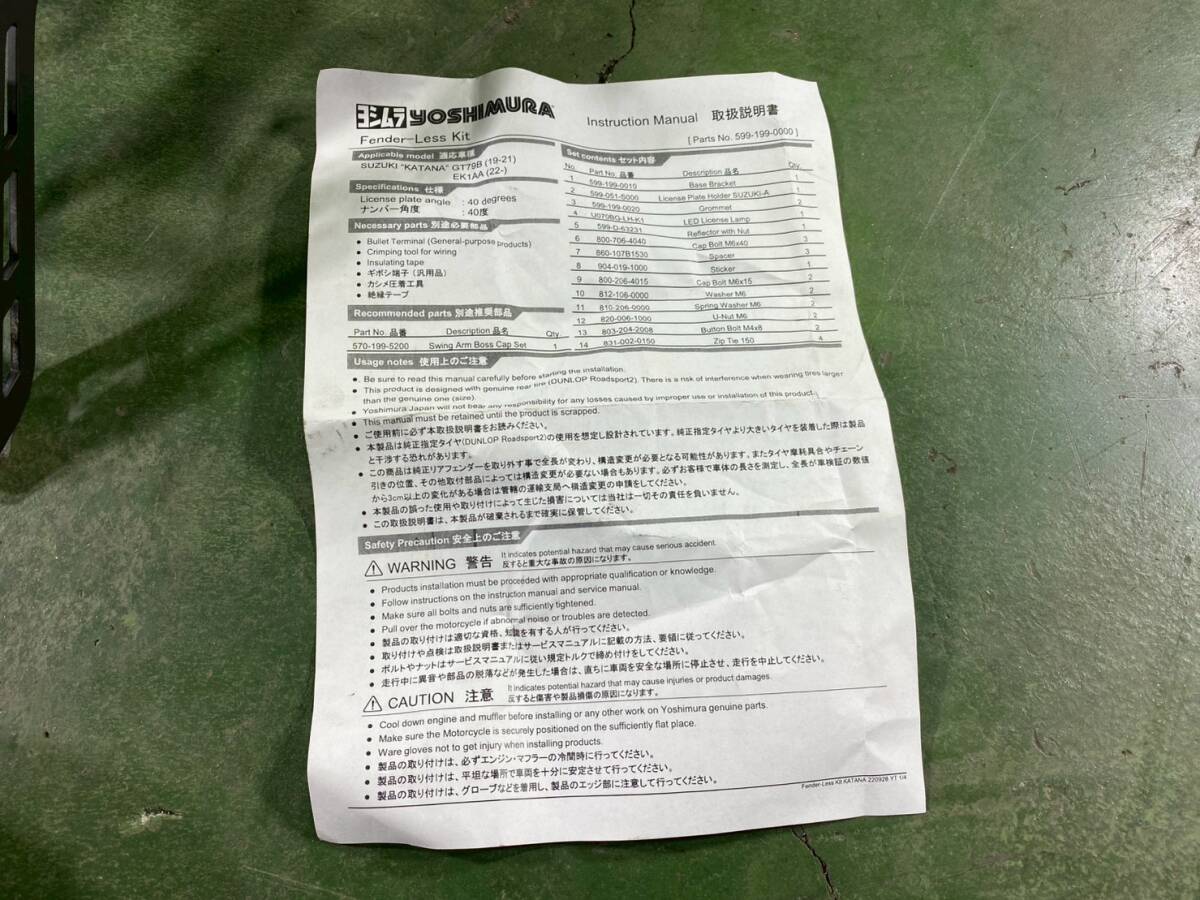 ヨシムラ YOSHIMURA Instruction Manual 取扱説明書
Fender-Less Kit [ Parts No. 599-199-0000 ]
Applicable model 適応車種
SUZUKI "KATANA" GT79B (19-21)
EK1AA (22-)
Specifications 仕様
License plate angle : 40 degrees
ナンバー角度 : 40度
Necessary parts 別途必要部品
● Bullet Terminal (General-purpose products)
● Crimping tool for wiring
● Insulating tape
● ギボシ端子 (汎用品)
● カシメ圧着工具
● 絶縁テープ
Recommended parts 別途推奨部品
Part No. 品番 Description 品名 Qty
570-199-5200 Swing Arm Boss Cap Set 1
Set contents セット内容
No. Part No. 品番 Description 品名 Qty.
1 599-199-0010 Base Bracket 1
2 599-051-5000 License Plate Holder SUZUKI-A 1
3 599-199-0020 Grommet 2
4 U070BG-LH-K1 LED License Lamp 1
5 599-D-63231 Reflector with Nut 1
6 800-706-4040 Cap Bolt M6x40 3
7 860-107B1530 Spacer 3
8 904-019-1000 Sticker 1
9 800-206-4015 Cap Bolt M6x15 2
10 812-106-0000 Washer M6 2
11 810-206-0000 Spring Washer M6 2
12 820-006-1000 U-Nut M6 2
13 803-204-2008 Button Bolt M4x8 2
14 831-002-0150 Zip Tie 150 4
Usage notes 使用上のご注意
● Be sure to read this manual carefully before starting the installation.
● This product is designed with genuine rear tire (DUNLOP Roadsport2). There is a risk of interference when wearing tires larger
than the genuine one (size).
● Yoshimura Japan will not bear any responsibility for any losses caused by improper use or installation of this product.
● This manual must be retained until the product is scrapped.
● ご使用前に必ず本取扱説明書をお読みください。
● 本製品は純正指定タイヤ(DUNLOP Roadsport2)の使用を想定し設計されています。純正指定タイヤより大きいタイヤを装着した際は製品
と干渉する恐れがあります。
● この商品は純正リアフェンダーを取り外す事で全長が変わり、構造変更が必要となる可能性があります。またタイヤ摩耗具合やチェーン
引きの位置、その他取付部品によっては構造変更が必要ない場合もあります。必ずお客様で車体の長さを測定し、全長が車検証の数値
から3cm以上の変化がある場合は管轄の運輸支局へ構造変更の申請をしてください。
● 本製品の誤った使用や取り付けによって生じた損害については当社は一切その責任を負いません。
● この取扱説明書は、本製品が破棄されるまで確実に保管してください。
Safety Precaution 安全上のご注意
WARNING 警告 It indicates potential hazard that may cause serious accident.
反すると重大な事故の原因になります。
● Products installation must be proceeded with appropriate qualification or knowledge.
● Follow instructions on the instruction manual and service manual.
● Make sure all bolts and nuts are sufficiently tightened.
● Pull over the motorcycle if abnormal noise or troubles are detected.
● 製品の取り付けは適切な資格、知識を有する人が行ってください。
● 取り付けや点検は取扱説明書またはサービスマニュアルに記載の方法、要領に従ってください。
● ボルトやナットはサービスマニュアルに従い規定トルクで締め付けをしてください。
● 走行中に異音や部品の脱落などが発生した場合は、直ちに車両を安全な場所に停止させ、走行を中止してください。
CAUTION 注意 It indicates potential hazard that may cause injuries or product damages.
反すると傷害や製品損傷の原因になります。
● Cool down engine and muffler before installing or any other work on Yoshimura genuine parts.
● Make sure the Motorcycle is securely positioned on the sufficiently flat place.
● Ware gloves not to get injury when installing products.
● 製品の取り付けは、必ずエンジン・マフラーの冷間時に行ってください。
● 製品の取り付けは、平坦な場所で車両を十分に安定させて行ってください。
● 製品の取り付けは、グローブなどを着用し、製品のエッジ部に注意して行ってください。
Fender-Less Kit KATANA 220928 YT 1/4